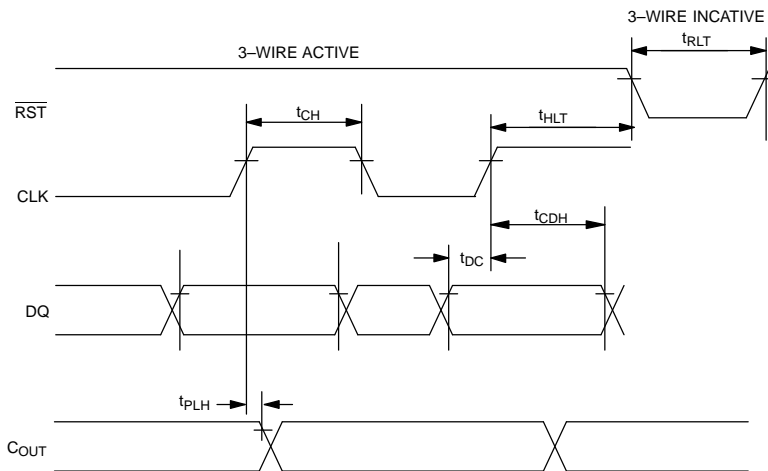 3–WIRE INCATIVE
3–WIRE ACTIVE
tRLT
RST
tCH
tHLT
CLK
tCDH
tDC
DQ
tPLH
COUT